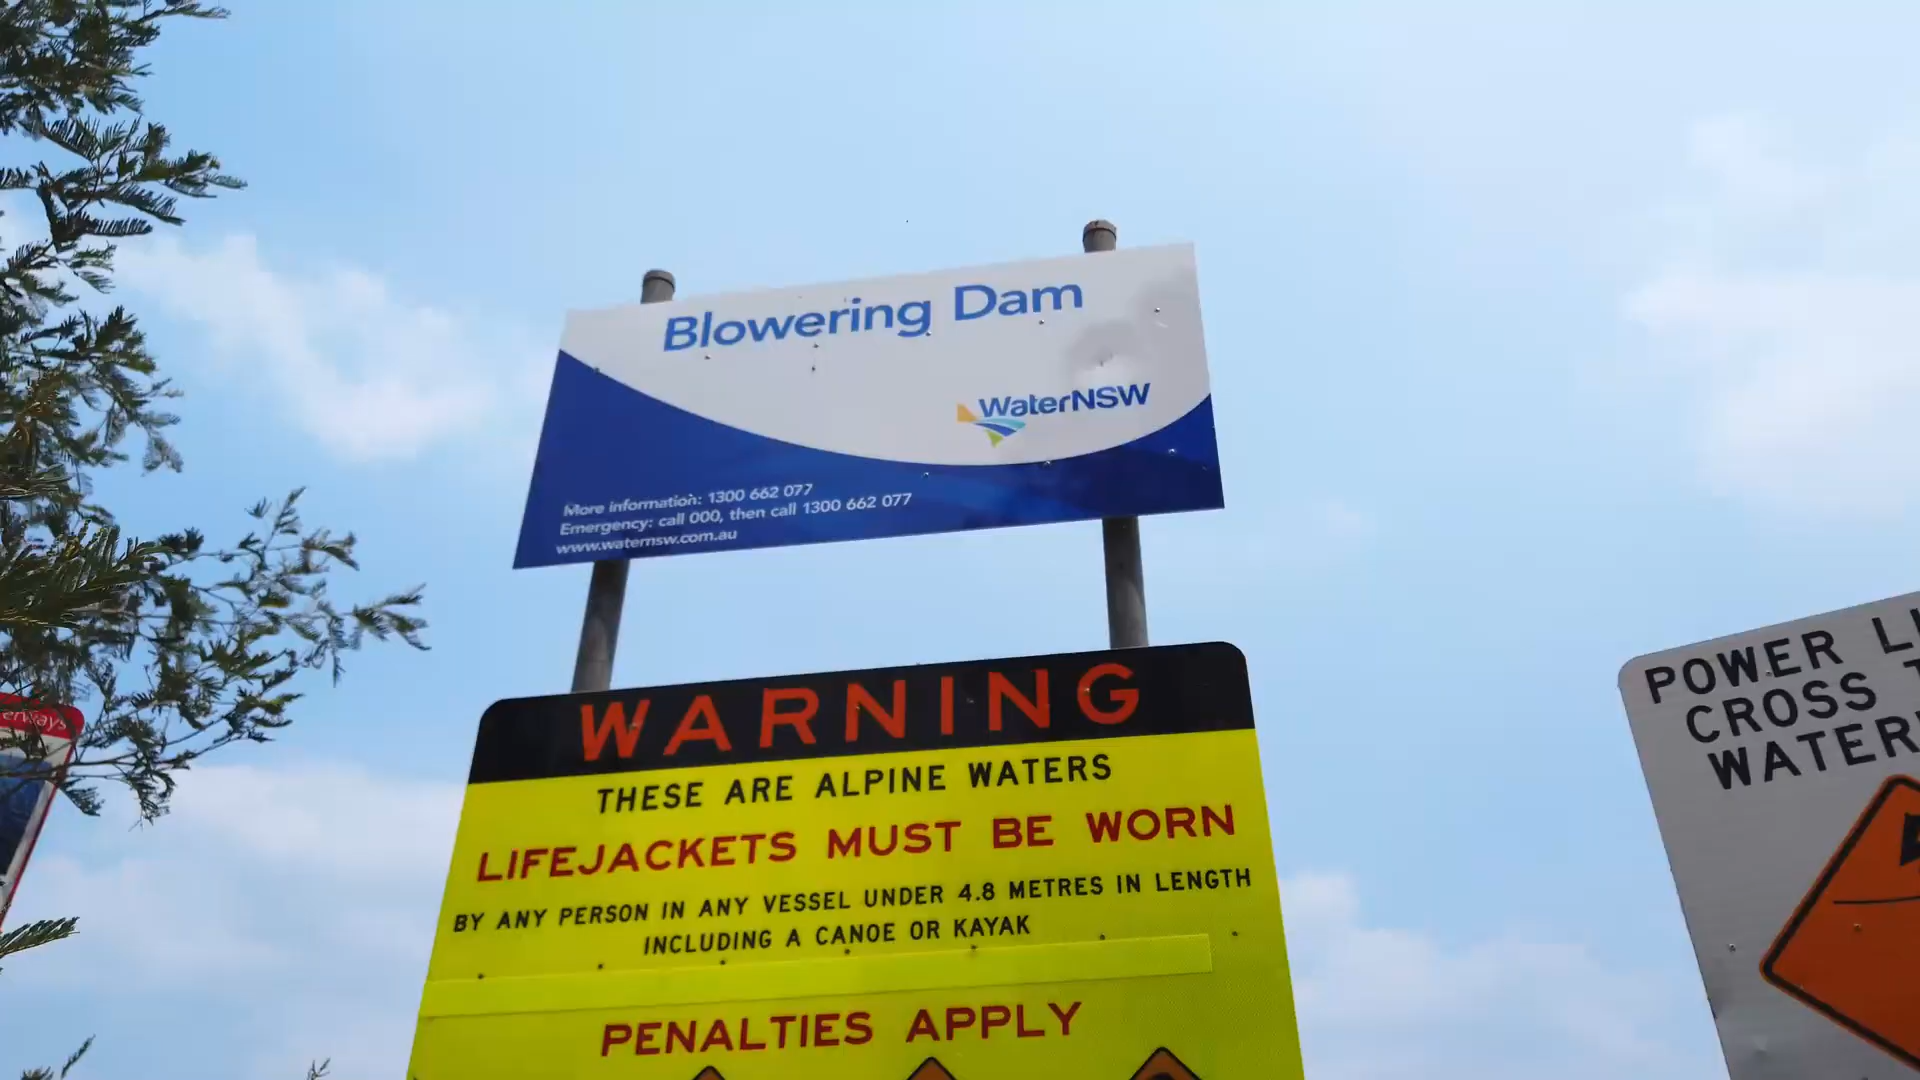 Blowering Dam
WaterNSW
More information: 1300 662 077
Emergency: call 000, then call 1300 662 077
www.waternsw.com.au
WARNING
THESE ARE ALPINE WATERS
LIFEJACKETS MUST BE WORN
BY ANY PERSON IN ANY VESSEL UNDER 4.8 METRES IN LENGTH
INCLUDING A CANOE OR KAYAK
PENALTIES APPLY
POWER
CROSS